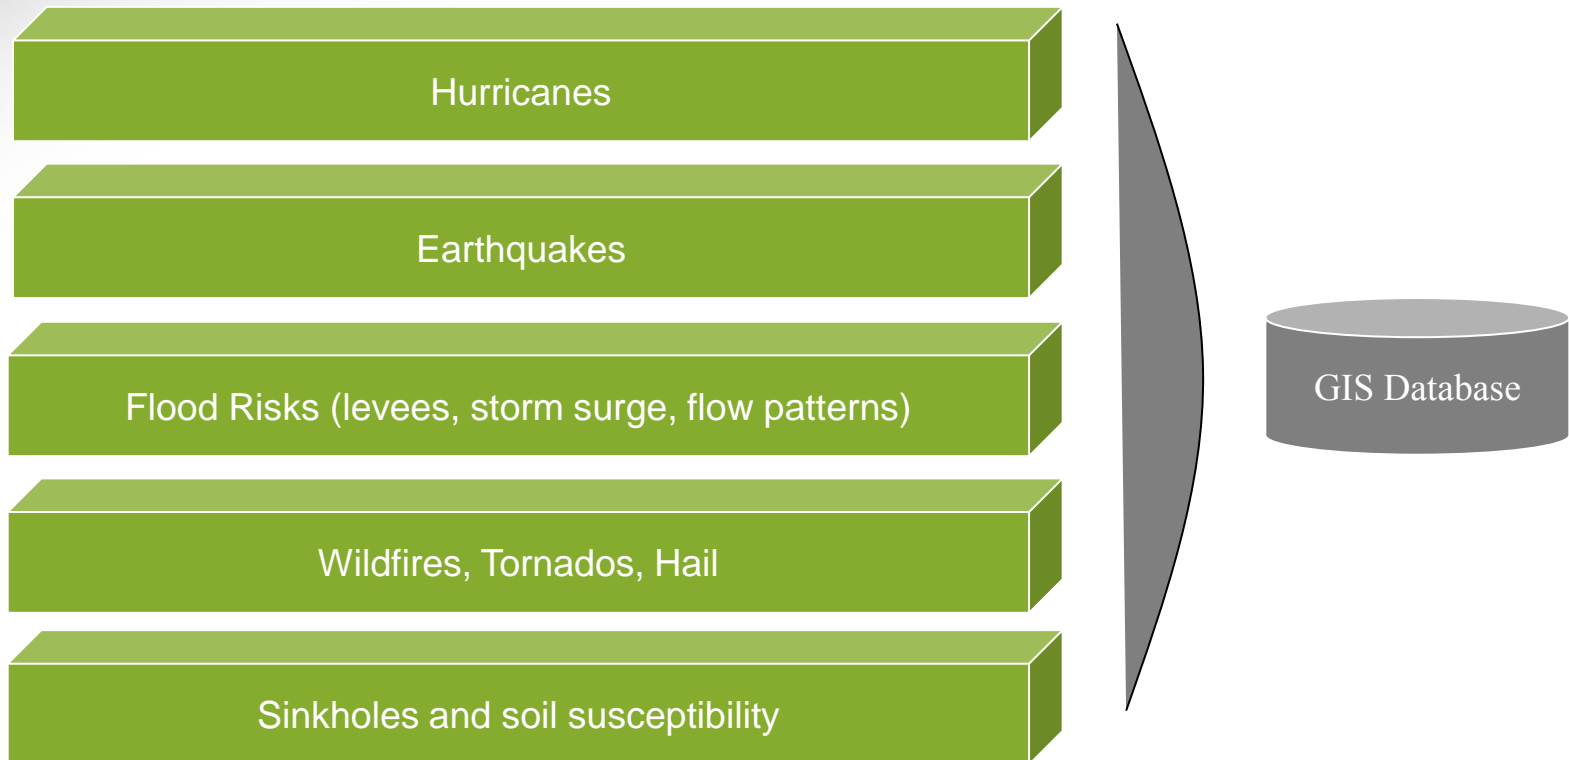 Hurricanes
Earthquakes
Flood Risks (levees, storm surge, flow patterns)
GIS Database
Wildfires, Tornados, Hail
Sinkholes and soil susceptibility